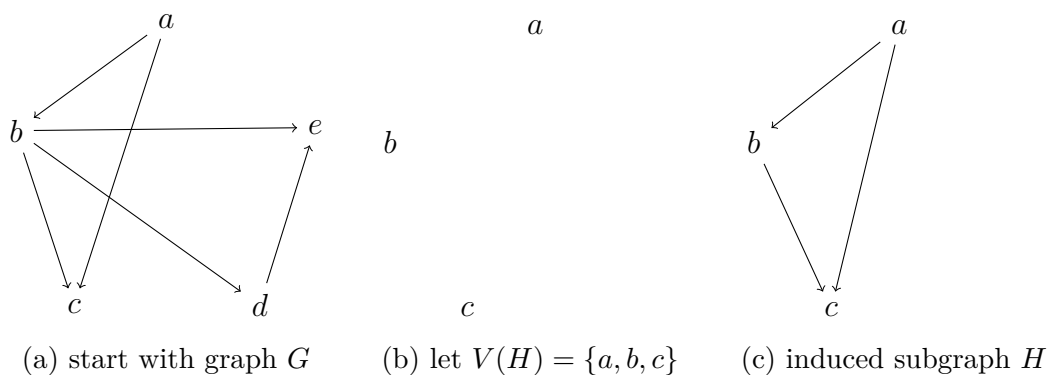 a
b
e
c
d
(a) start with graph G
a
b
c
(b) let V(H) = {a, b, c}
a
b
c
(c) induced subgraph H